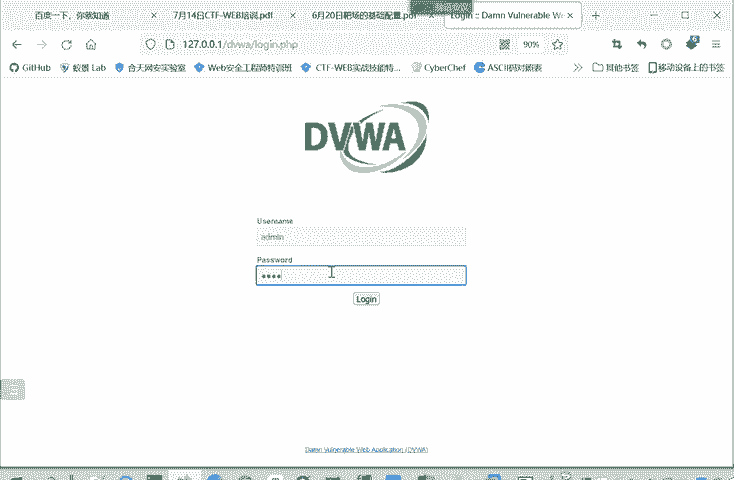 百度一下，你就知道
7月14日CTF-WEB培训.pdf
6月20日靶场的基础配置.pdf
Login :: Damn Vulnerable W
127.0.0.1/dvwa/login.php
90%
GitHub
蚁景 Lab
合天网安实验室
Web安全工程师特训班
CTF-WEB实战技能特...
CyberChef
ASCII码对照表
其他书签
移动设备上的书签
DVWA
Username
admin
Password
Login
Damn Vulnerable Web Application (DVWA)